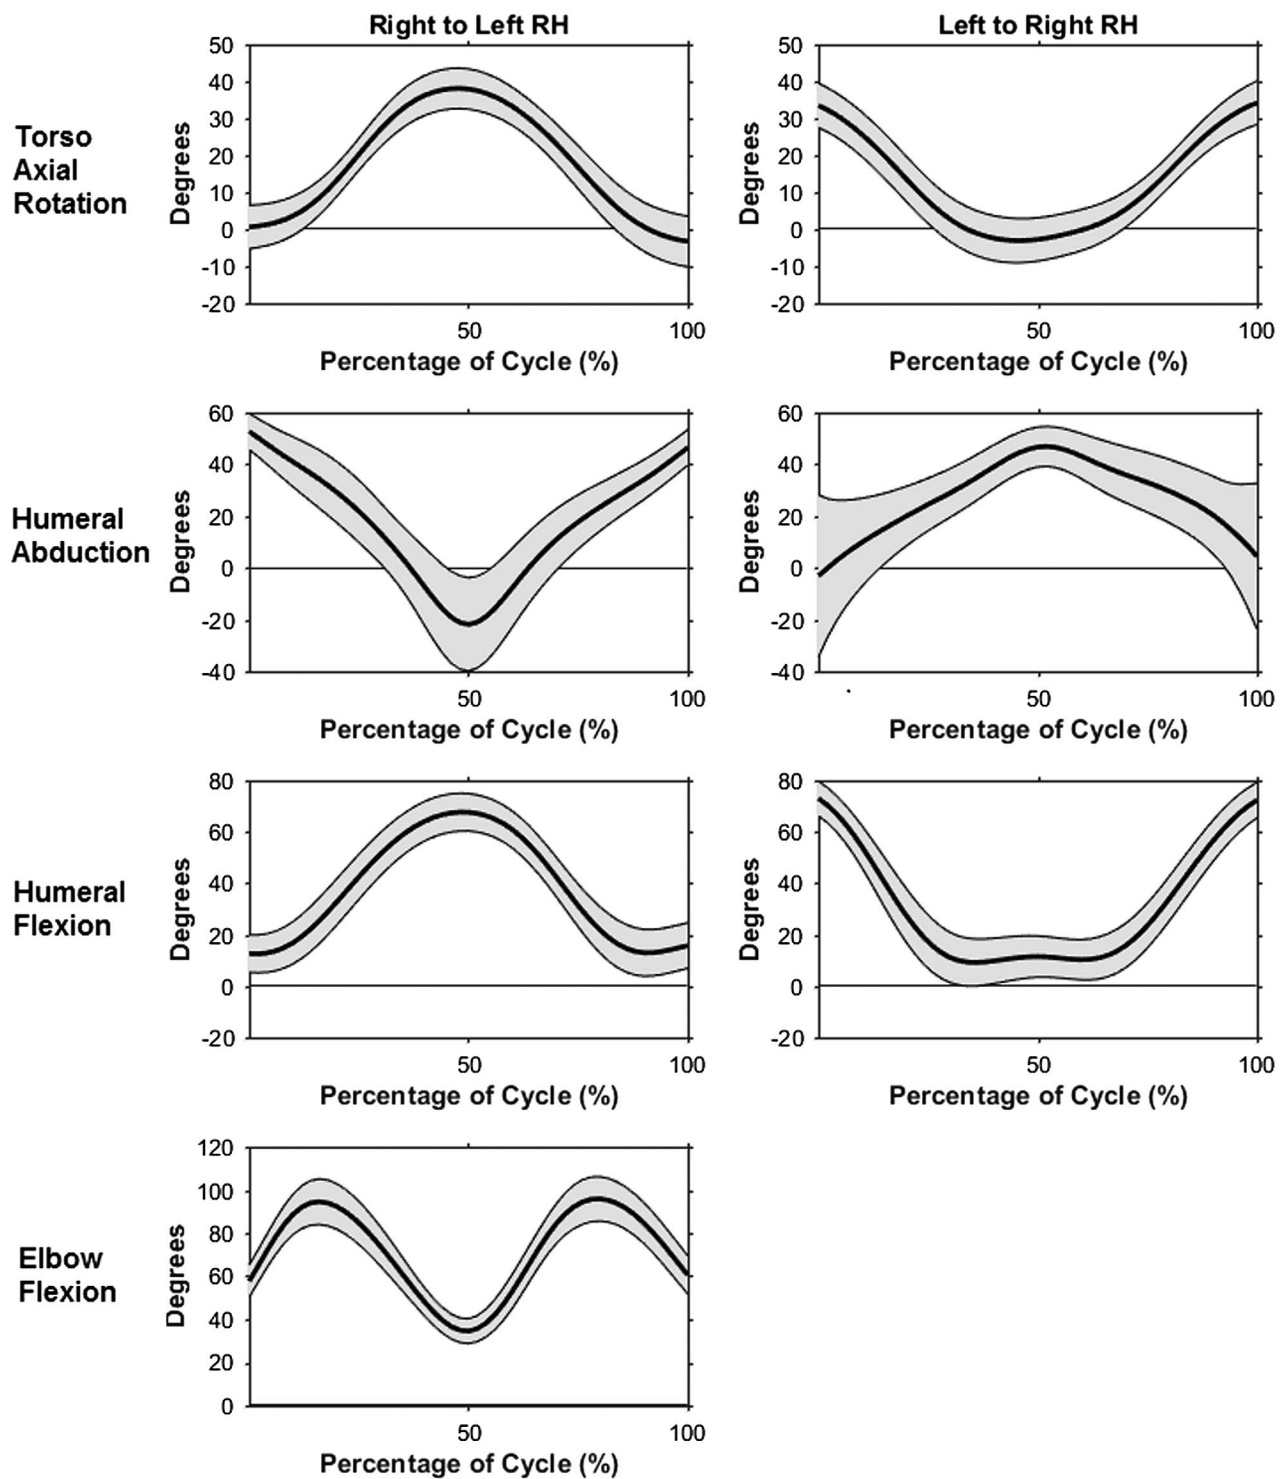 Right to Left RH
Left to Right RH
Torso
Axial
Rotation
Degrees
50
40
30
20
10
0
-10
-20
50
100
Percentage of Cycle (%)
Degrees
50
40
30
20
10
0
-10
-20
50
100
Percentage of Cycle (%)
Humeral
Abduction
Degrees
60
40
20
0
-20
-40
50
100
Percentage of Cycle (%)
Degrees
60
40
20
0
-20
-40
50
100
Percentage of Cycle (%)
Humeral
Flexion
Degrees
80
60
40
20
0
-20
50
100
Percentage of Cycle (%)
Degrees
80
60
40
20
0
-20
50
100
Percentage of Cycle (%)
Elbow
Flexion
Degrees
120
100
80
60
40
20
0
50
100
Percentage of Cycle (%)